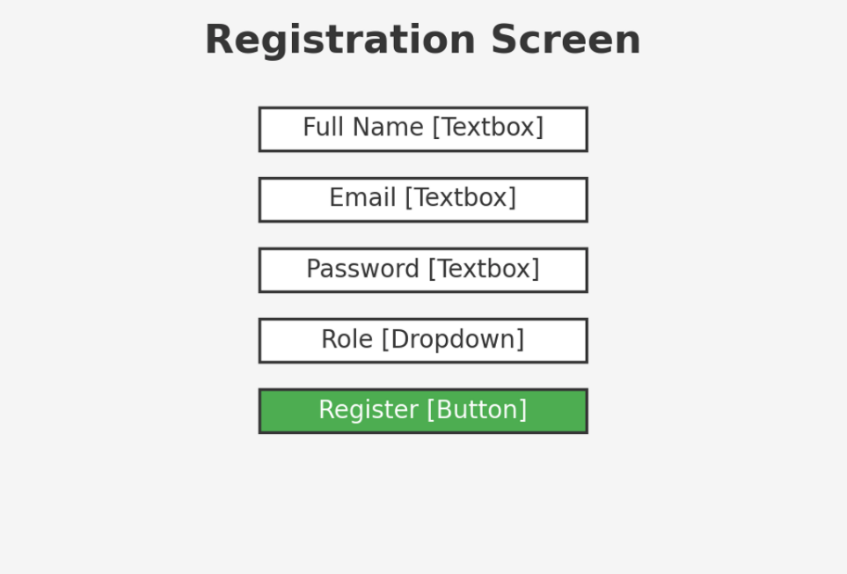 Registration Screen
Full Name [Textbox]
Email [Textbox]
Password [Textbox]
Role [Dropdown]
Register [Button]